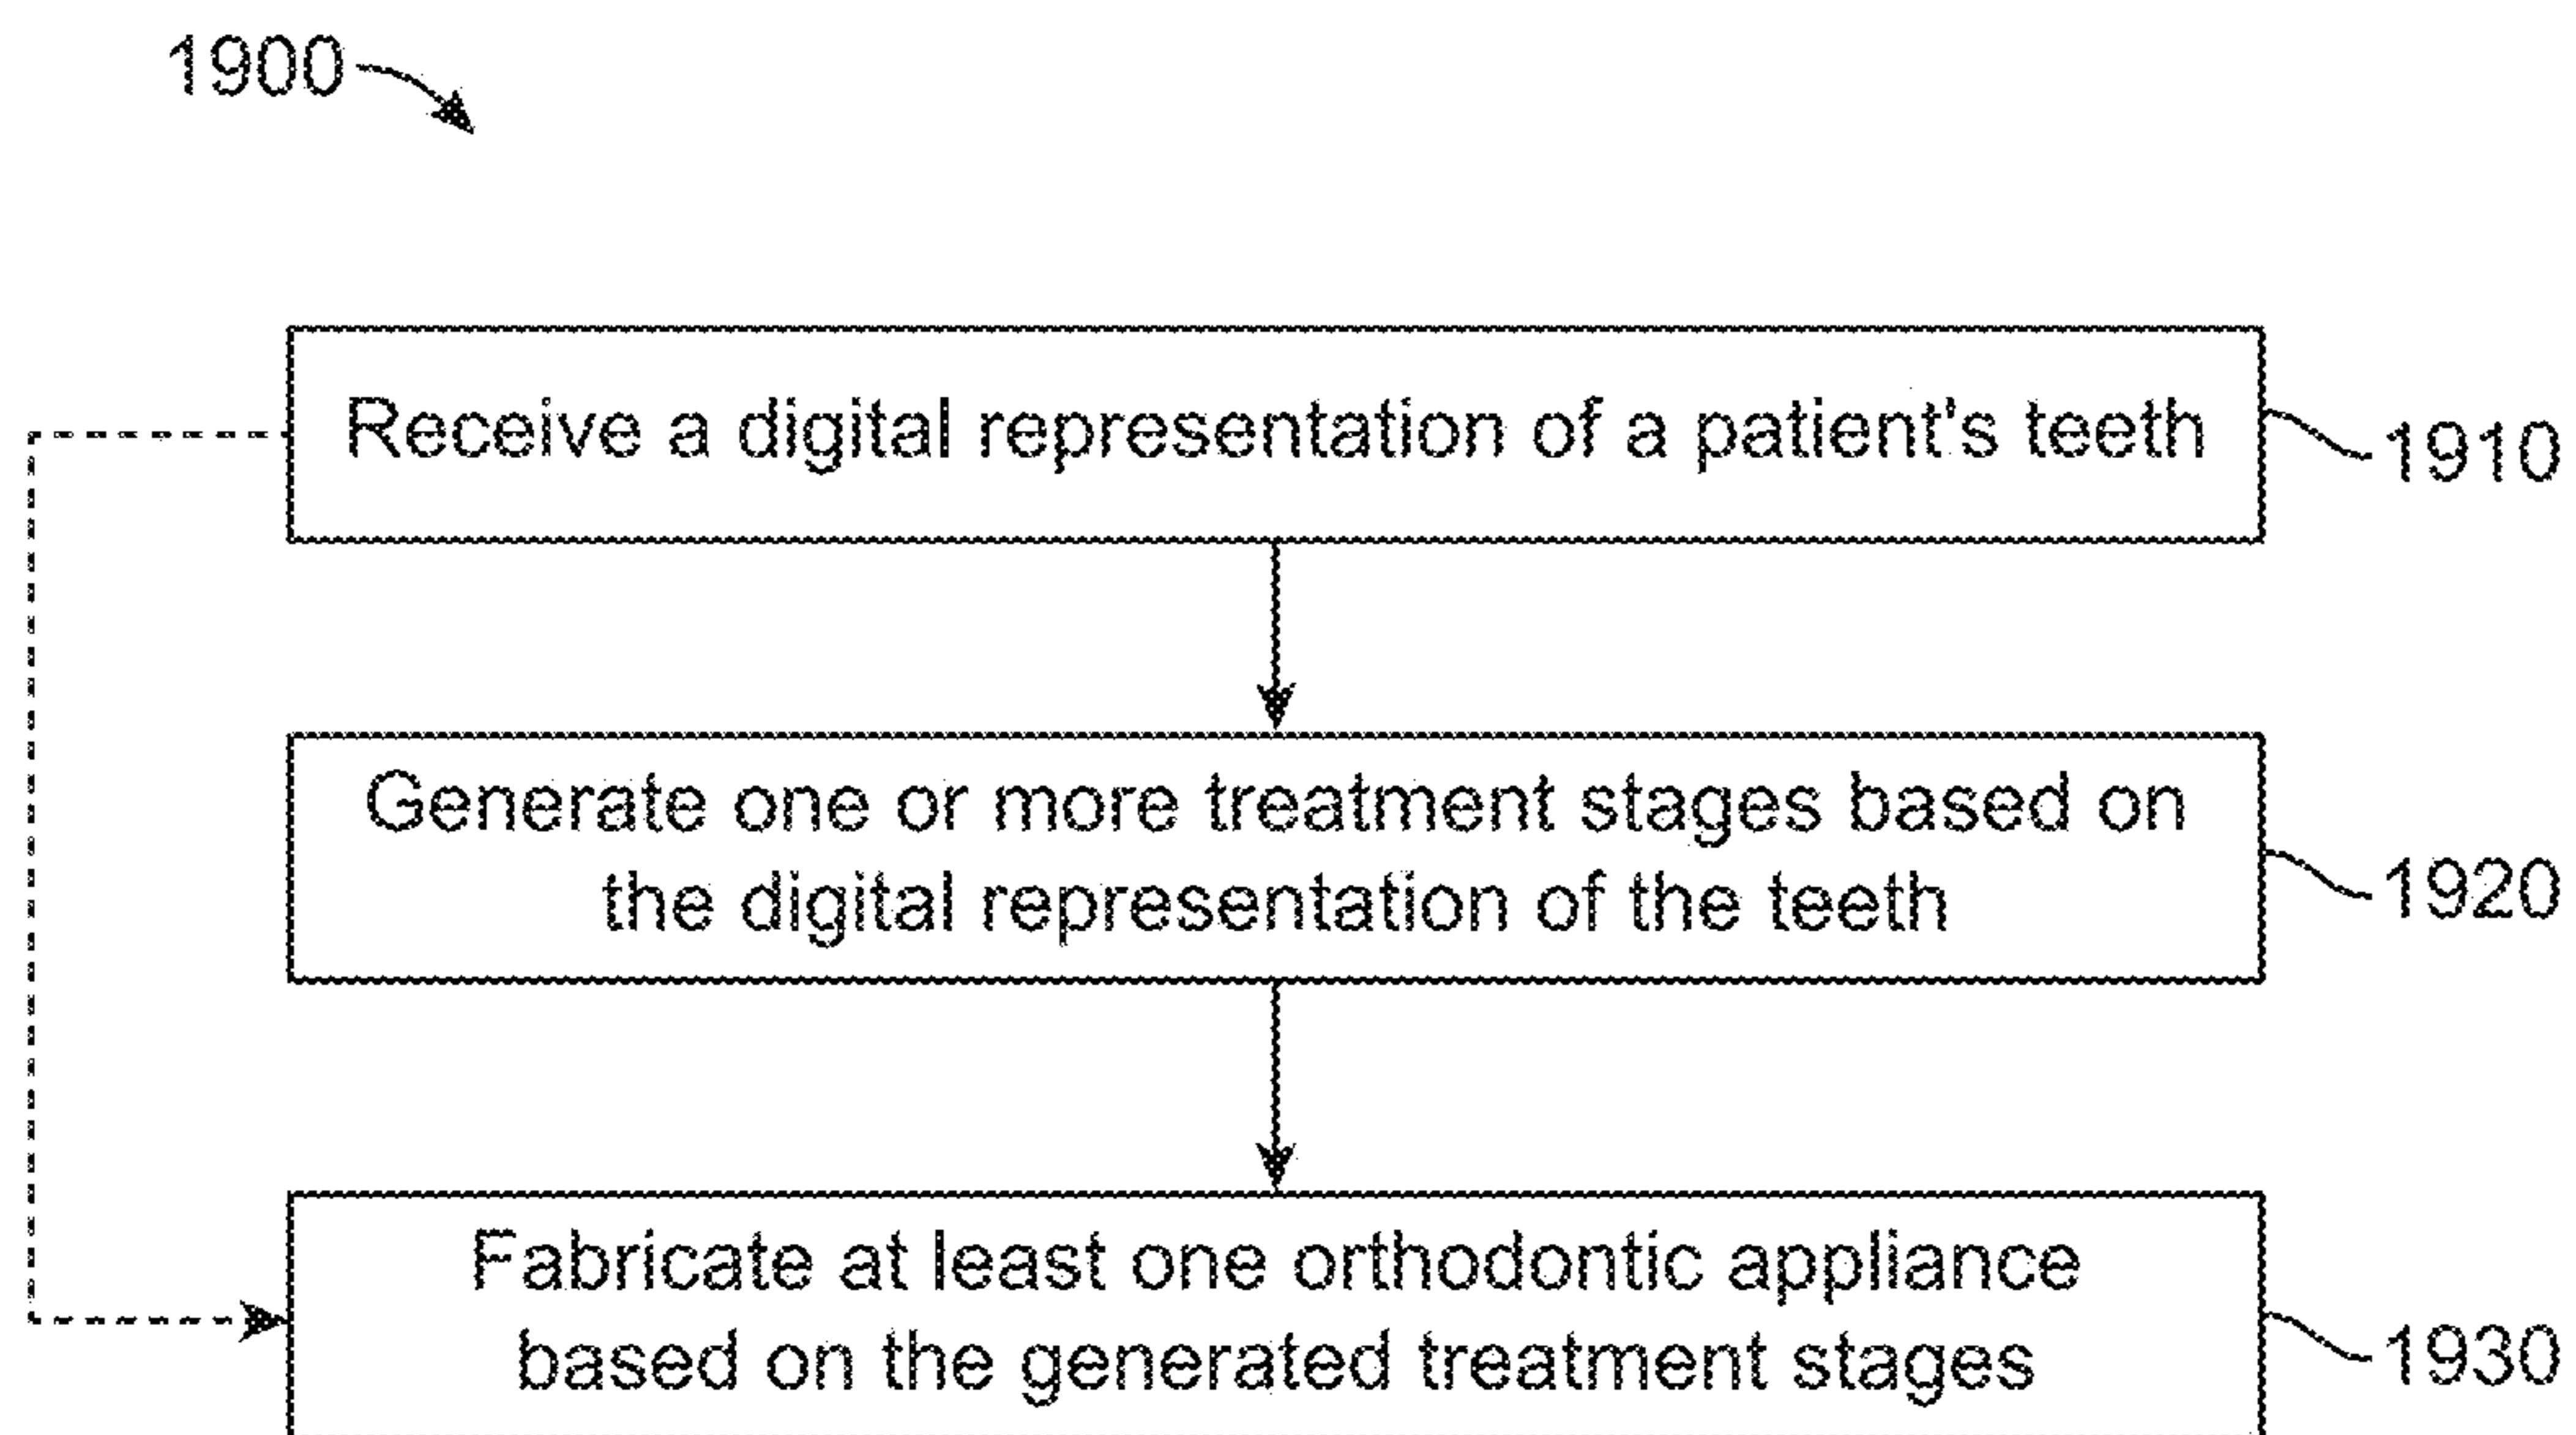 1900
Receive a digital representation of a patient's teeth
1910
Generate one or more treatment stages based on
the digital representation of the teeth
1920
Fabricate at least one orthodontic appliance
based on the generated treatment stages
1930